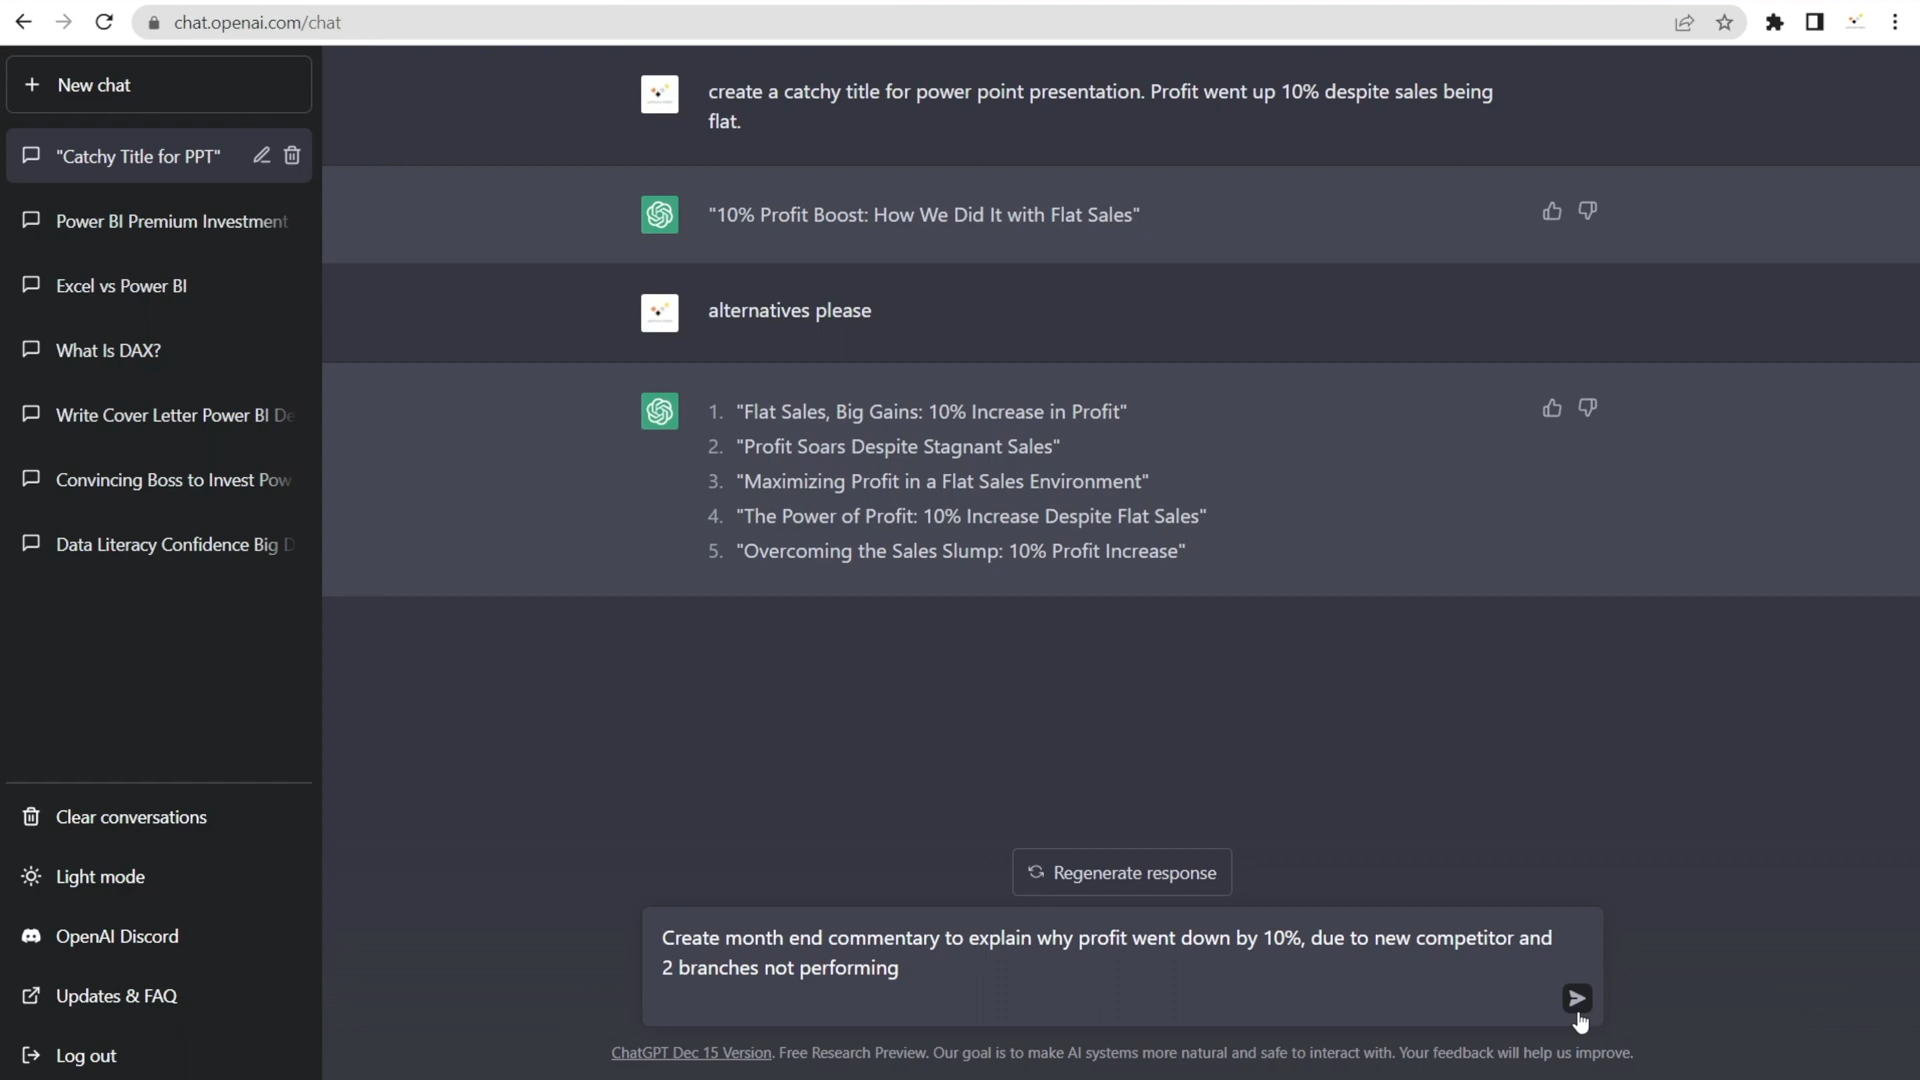 chat.openai.com/chat
New chat
"Catchy Title for PPT"
Power BI Premium Investment
Excel vs Power BI
What Is DAX?
Write Cover Letter Power BI De
Convincing Boss to Invest Pow
Data Literacy Confidence Big D
Clear conversations
Light mode
OpenAI Discord
Updates & FAQ
Log out
create a catchy title for power point presentation. Profit went up 10% despite sales being
flat.
"10% Profit Boost: How We Did It with Flat Sales"
alternatives please
1. "Flat Sales, Big Gains: 10% Increase in Profit"
2. "Profit Soars Despite Stagnant Sales"
3. "Maximizing Profit in a Flat Sales Environment"
4. "The Power of Profit: 10% Increase Despite Flat Sales"
5. "Overcoming the Sales Slump: 10% Profit Increase"
Regenerate response
Create month end commentary to explain why profit went down by 10%, due to new competitor and
2 branches not performing
ChatGPT Dec 15 Version. Free Research Preview. Our goal is to make AI systems more natural and safe to interact with. Your feedback will help us improve.